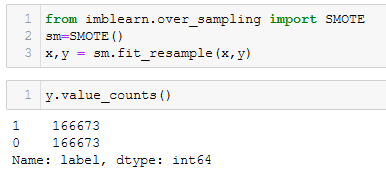 1 from imblearn.over_sampling import SMOTE
2 sm=SMOTE()
3 x,y = sm.fit_resample(x,y)
1 y.value_counts()
1    166673
0    166673
Name: label, dtype: int64